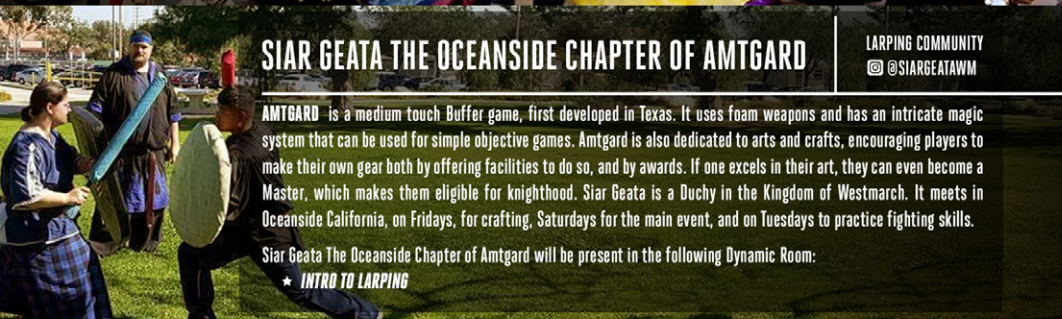 SIAR GEATA THE OCEANSIDE CHAPTER OF AMTGARD
LARPING COMMUNITY
@SIARGEATAWM
AMTGARD is a medium touch Buffer game, first developed in Texas. It uses foam weapons and has an intricate magic
system that can be used for simple objective games. Amtgard is also dedicated to arts and crafts, encouraging players to
make their own gear both by offering facilities to do so, and by awards. If one excels in their art, they can even become a
Master, which makes them eligible for knighthood. Siar Geata is a Duchy in the Kingdom of Westmarch. It meets in
Oceanside California, on Fridays, for crafting, Saturdays for the main event, and on Tuesdays to practice fighting skills.
Siar Geata The Oceanside Chapter of Amtgard will be present in the following Dynamic Room:
★ INTRO TO LARPING